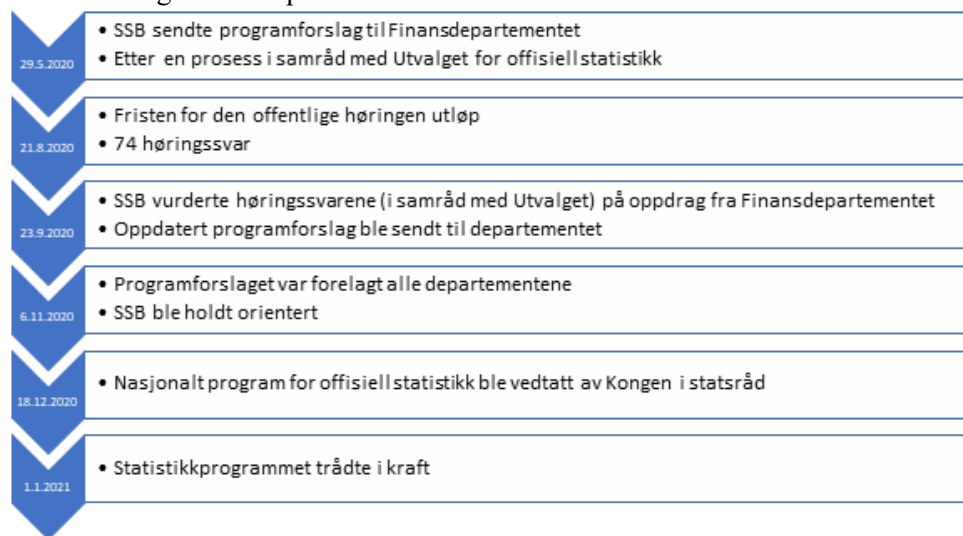 29.5.2020
• SSB sendte programforslag til Finansdepartementet
• Etter en prosess i samråd med Utvalget for offisiell statistikk
21.8.2020
• Fristen for den offentlige høringen utløp
• 74 høringssvar
23.9.2020
• SSB vurderte høringssvarene (i samråd med Utvalget) på oppdrag fra Finansdepartementet
• Oppdatert programforslag ble sendt til departementet
6.11.2020
• Programforslaget var forelagt alle departementene
• SSB ble holdt orientert
18.12.2020
• Nasjonalt program for offisiell statistikk ble vedtatt av Kongen i statsråd
1.1.2021
• Statistikkprogrammet trådte i kraft